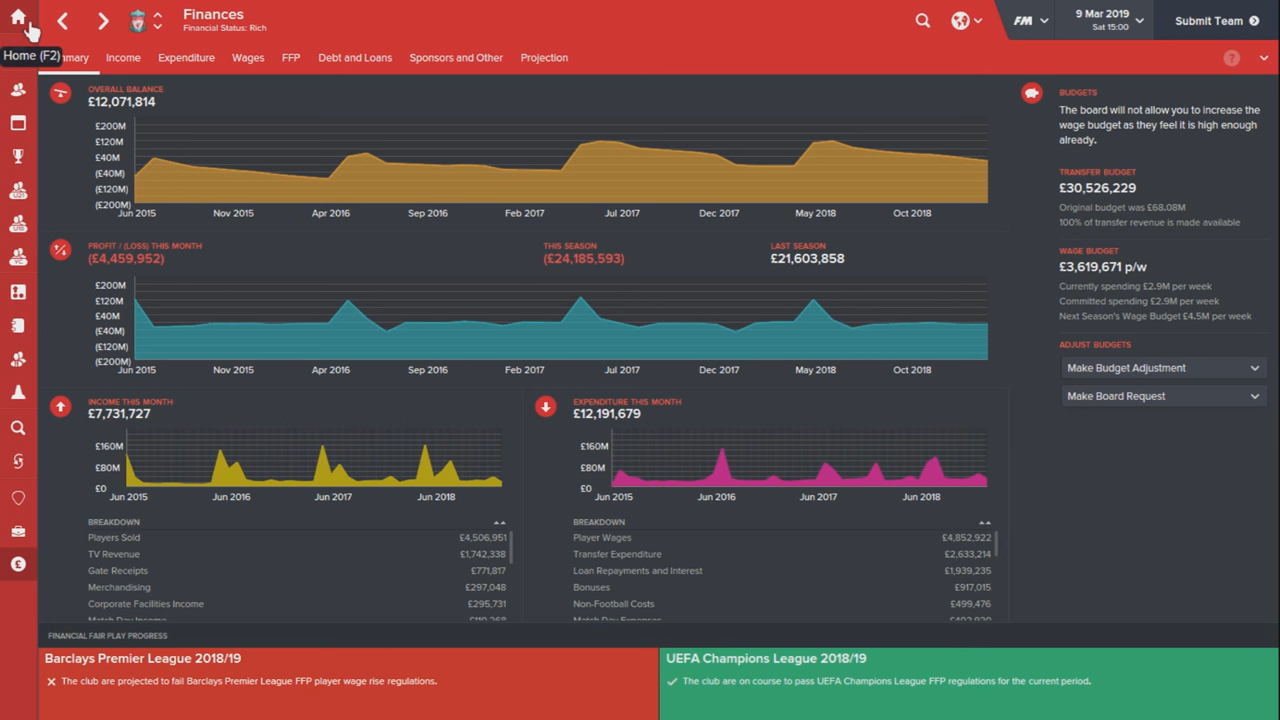 Finances
Financial Status: Rich
FM
9 Mar 2019
Sat 15:00
Submit Team
Home (F2)
mmary Income Expenditure Wages FFP Debt and Loans Sponsors and Other Projection
?
OVERALL BALANCE
£12,071,814
£200M
£120M
£40M
(£40M)
(£120M)
(£200M)
Jun 2015 Nov 2015 Apr 2016 Sep 2016 Feb 2017 Jul 2017 Dec 2017 May 2018 Oct 2018
PROFIT / (LOSS) THIS MONTH
(£4,459,952)
THIS SEASON
(£24,185,593)
LAST SEASON
£21,603,858
£200M
£120M
£40M
(£40M)
(£120M)
(£200M)
Jun 2015 Nov 2015 Apr 2016 Sep 2016 Feb 2017 Jul 2017 Dec 2017 May 2018 Oct 2018
INCOME THIS MONTH
£7,731,727
£160M
£80M
£0
Jun 2015 Jun 2016 Jun 2017 Jun 2018
BREAKDOWN
Players Sold £4,506,951
TV Revenue £1,742,338
Gate Receipts £771,817
Merchandising £297,048
Corporate Facilities Income £295,731
Match Day Income
EXPENDITURE THIS MONTH
£12,191,679
£160M
£80M
£0
Jun 2015 Jun 2016 Jun 2017 Jun 2018
BREAKDOWN
Player Wages £4,852,922
Transfer Expenditure £2,633,214
Loan Repayments and Interest £1,939,235
Bonuses £917,015
Non-Football Costs £499,476
Match Day Expenses
BUDGETS
The board will not allow you to increase the
wage budget as they feel it is high enough
already.
TRANSFER BUDGET
£30,526,229
Original budget was £68.08M
100% of transfer revenue is made available
WAGE BUDGET
£3,619,671 p/w
Currently spending £2.9M per week
Committed spending £2.9M per week
Next Season's Wage Budget £4.5M per week
ADJUST BUDGETS
Make Budget Adjustment
Make Board Request
FINANCIAL FAIR PLAY PROGRESS
Barclays Premier League 2018/19
The club are projected to fail Barclays Premier League FFP player wage rise regulations.
UEFA Champions League 2018/19
The club are on course to pass UEFA Champions League FFP regulations for the current period.